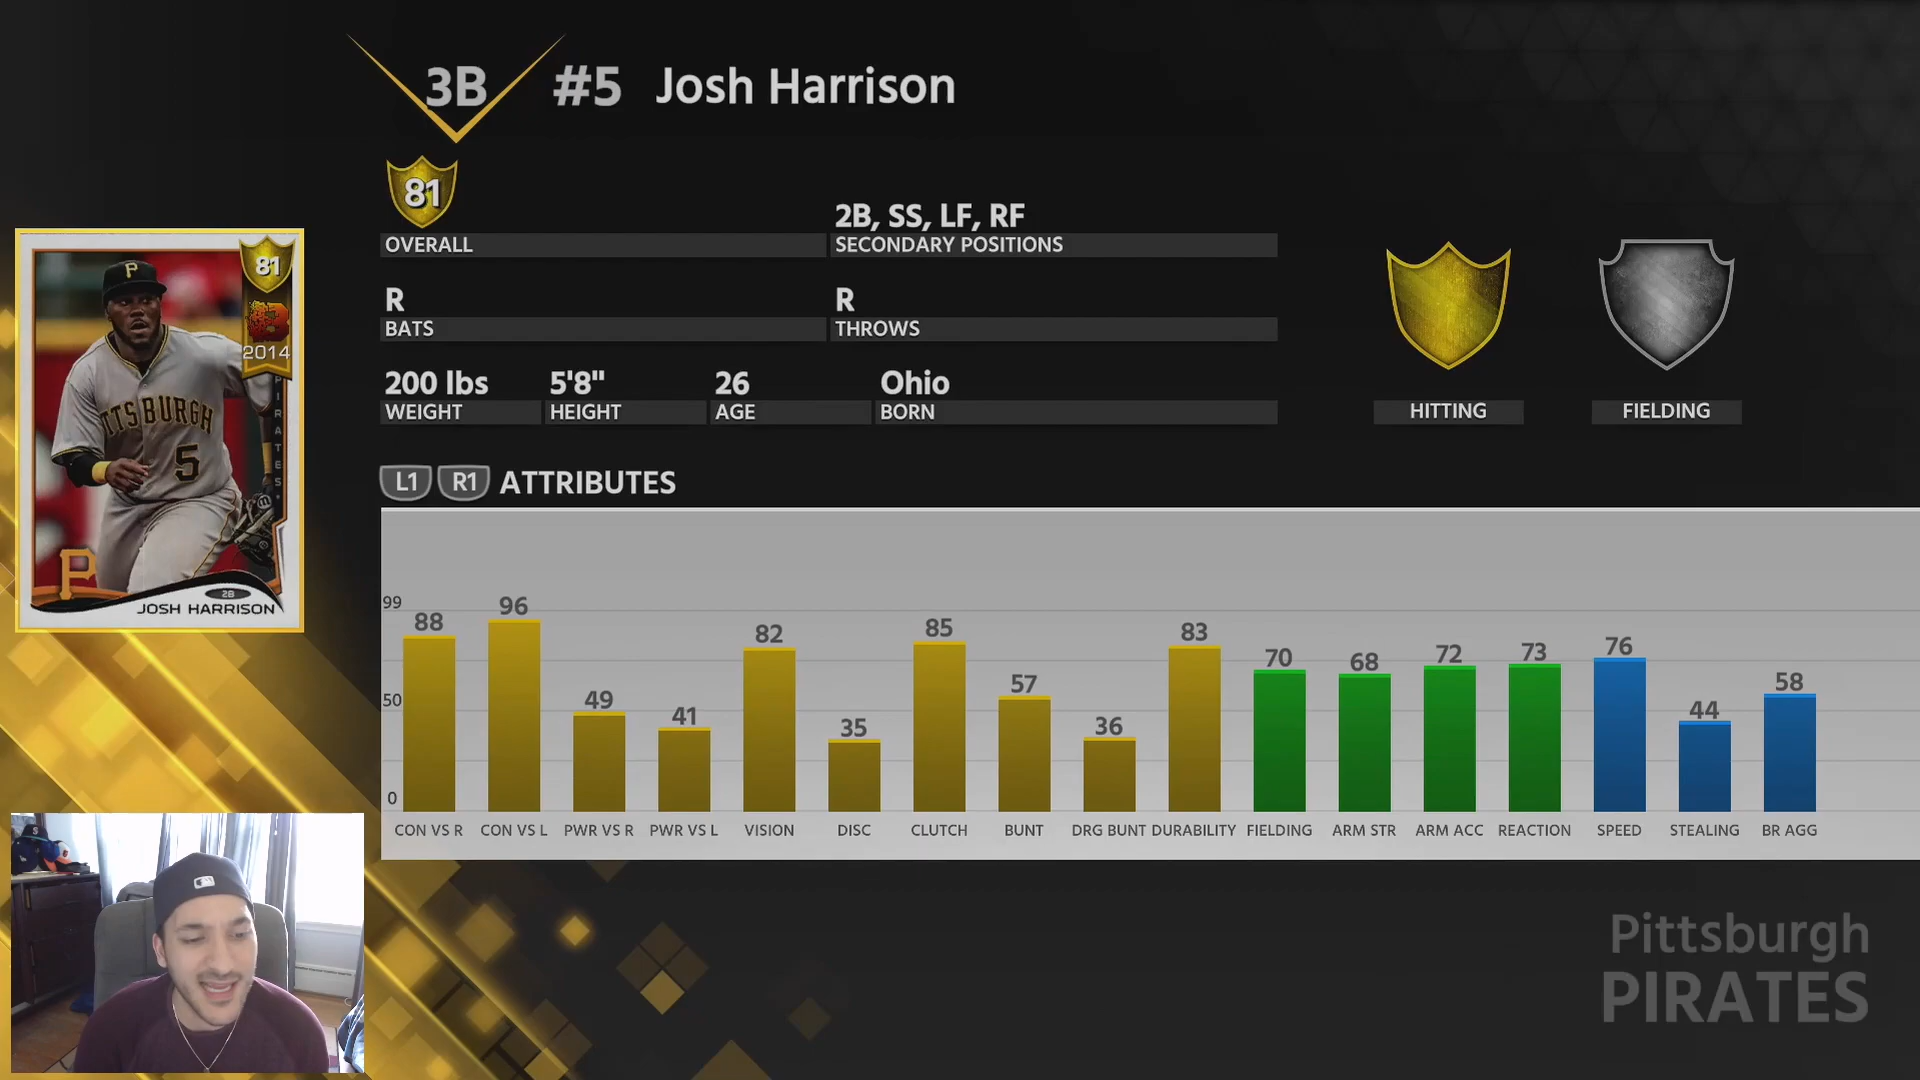 3B #5 Josh Harrison
81
OVERALL
2B, SS, LF, RF
SECONDARY POSITIONS
R
BATS
R
THROWS
200 lbs
WEIGHT
5'8"
HEIGHT
26
AGE
Ohio
BORN
HITTING
FIELDING
P
81
B
2014
PIRATES
TTSBURGH
5
P
2B
JOSH HARRISON
L1 R1 ATTRIBUTES
99
50
0
88 96 49 41 82 35 85 57 36 83 70 68 72 73 76 44 58
CON VS R CON VS L PWR VS R PWR VS L VISION DISC CLUTCH BUNT DRG BUNT DURABILITY FIELDING ARM STR ARM ACC REACTION SPEED STEALING BR AGG
Pittsburgh
PIRATES